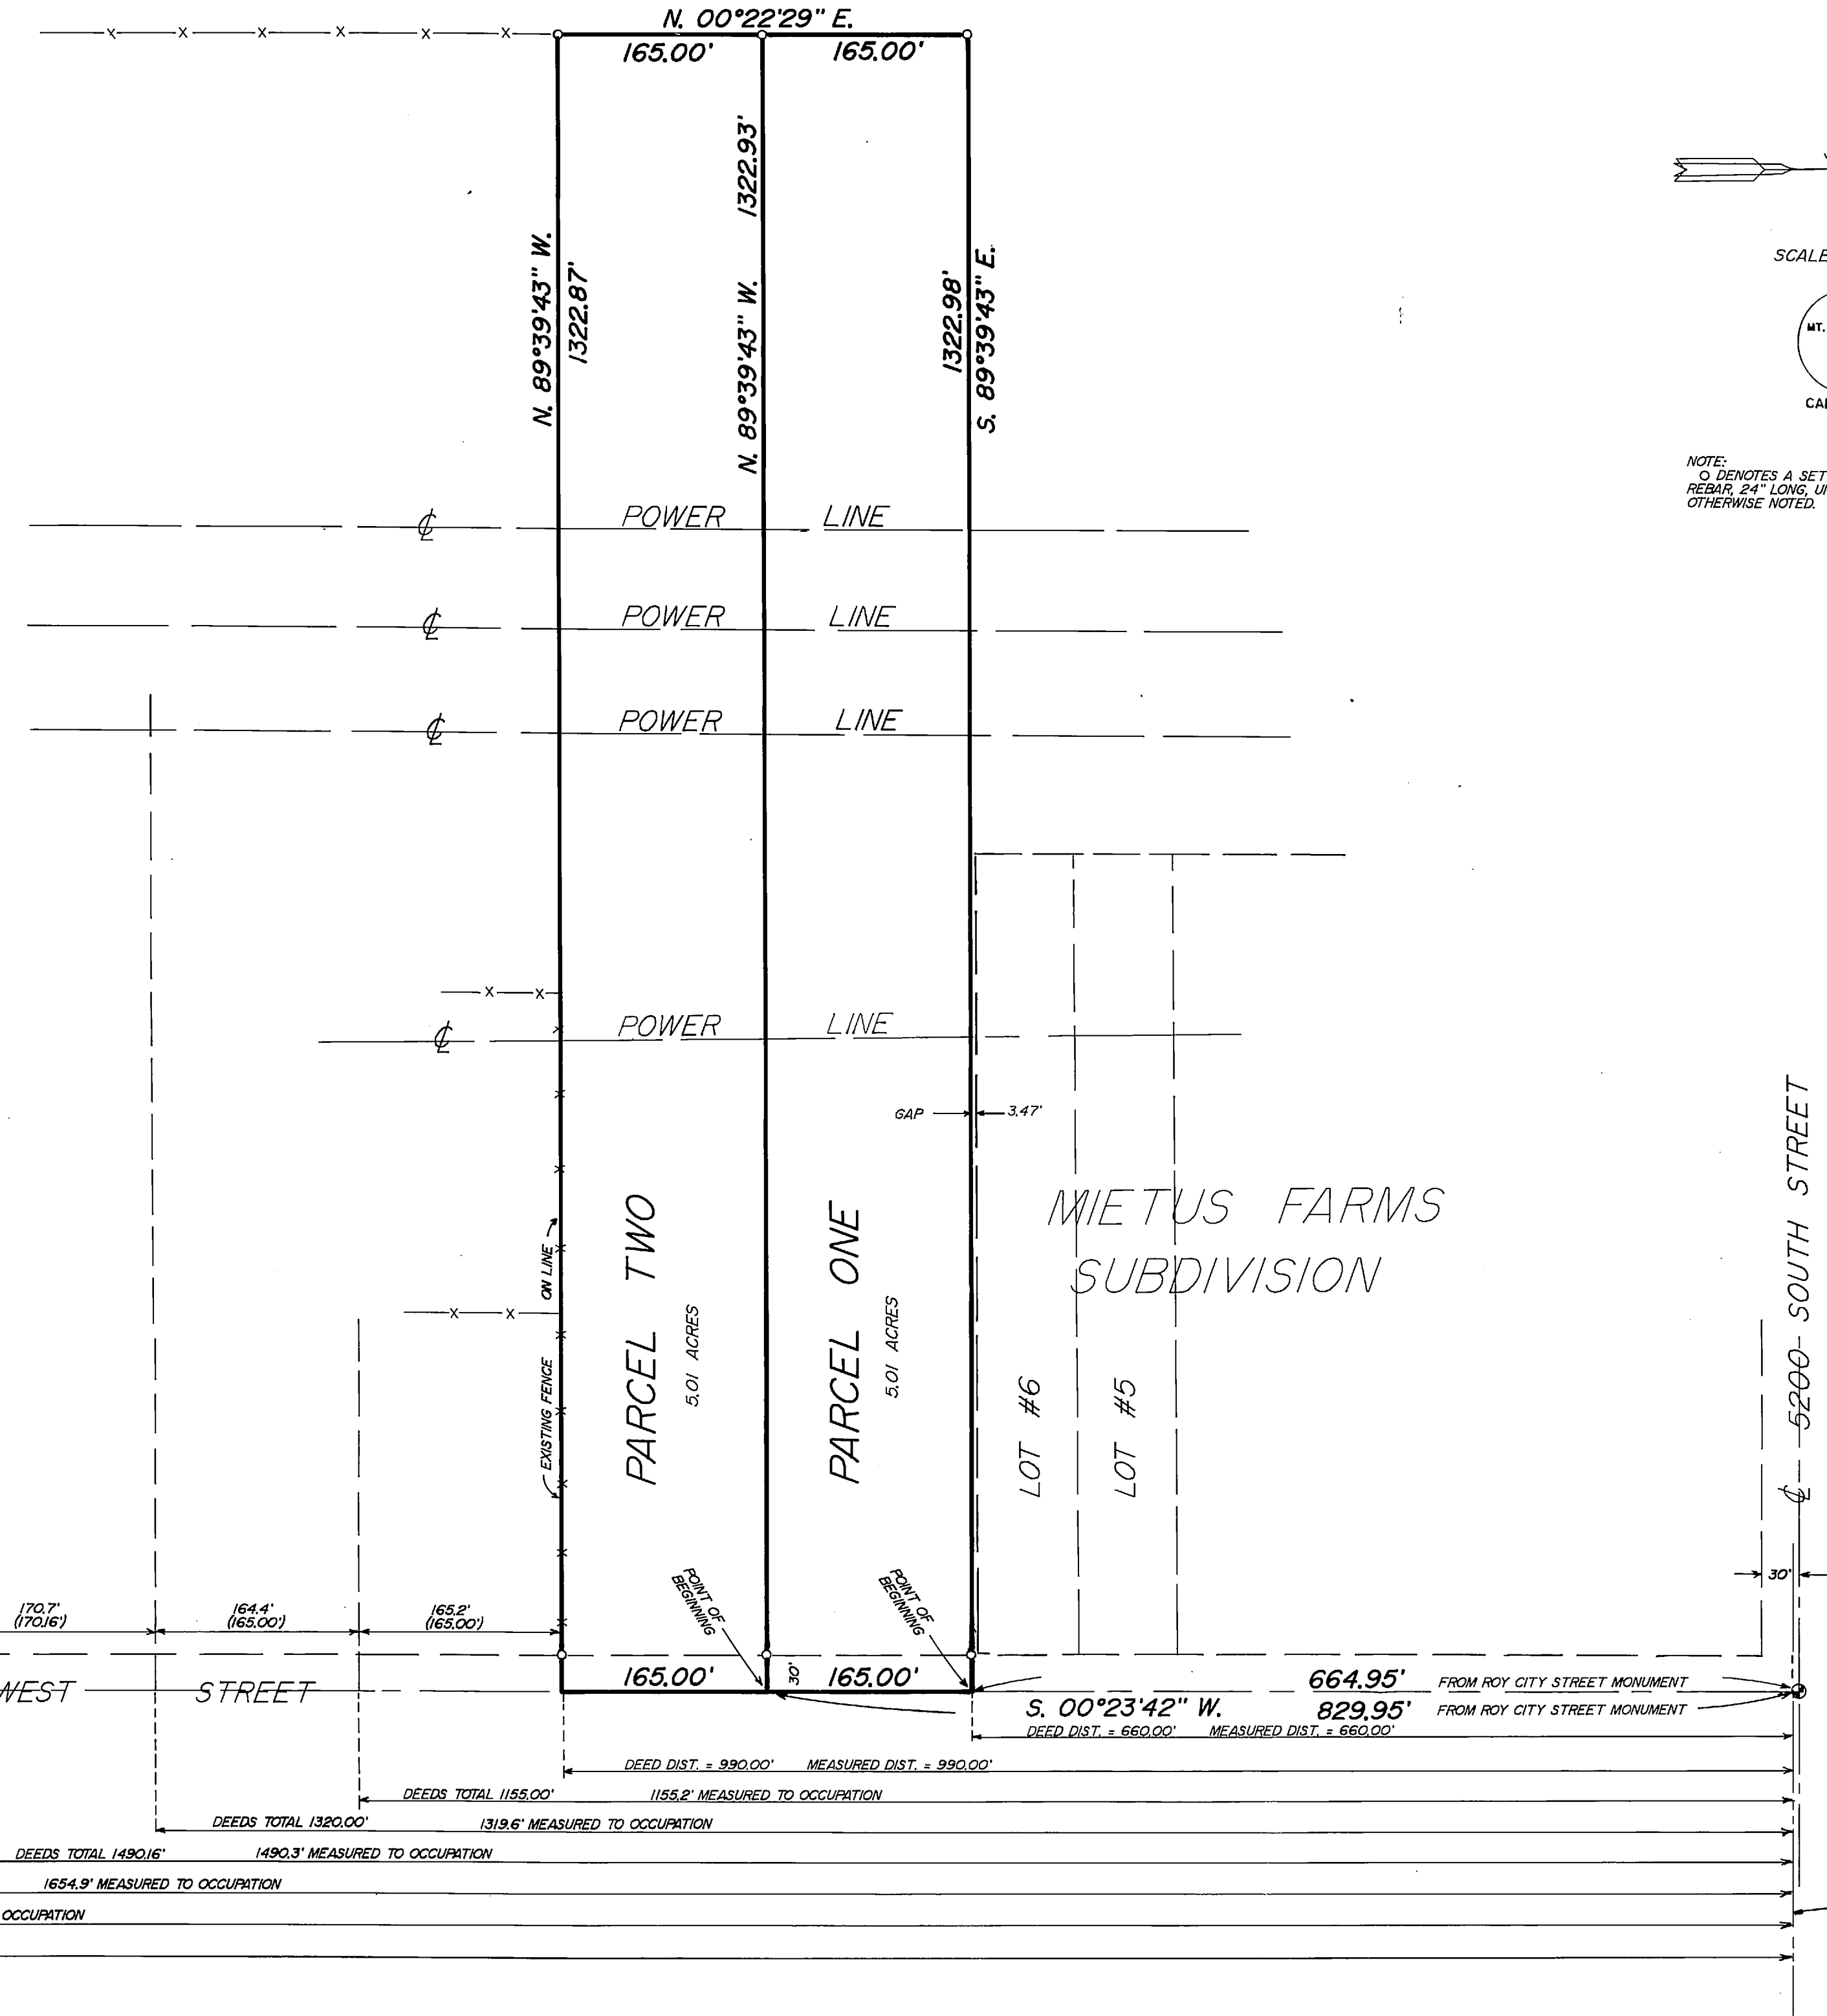 N. 00°22'29" E.
165.00' 165.00'
1322.93'
N. 89°39'43" W.
1322.87'
N. 89°39'43" W.
1322.98'
S. 89°39'43" E.
SCALE
MT.
NOTE:
O DENOTES A SET
REBAR, 24" LONG,
OTHERWISE NOTED.
℄ POWER LINE
℄ POWER LINE
℄ POWER LINE
℄ POWER LINE
GAP 3.47'
MIETUS FARMS
SUBDIVISION
EXISTING FENCE ON LINE
PARCEL TWO
5.01 ACRES
PARCEL ONE
5.01 ACRES
LOT #6
LOT #5
℄ 5200 SOUTH STREET
30'
POINT OF
BEGINNING
POINT OF
BEGINNING
170.7' 164.4' 165.2'
(170.16') (165.00') (165.00')
WEST STREET
165.00' 30' 165.00'
664.95' FROM ROY CITY STREET MONUMENT
S. 00°23'42" W. 829.95' FROM ROY CITY STREET MONUMENT
DEED DIST. = 660.00' MEASURED DIST. = 660.00'
DEED DIST. = 990.00' MEASURED DIST. = 990.00'
DEEDS TOTAL 1155.00' 1155.2' MEASURED TO OCCUPATION
DEEDS TOTAL 1320.00' 1319.6' MEASURED TO OCCUPATION
DEEDS TOTAL 1490.16' 1490.3' MEASURED TO OCCUPATION
1654.9' MEASURED TO OCCUPATION
OCCUPATION